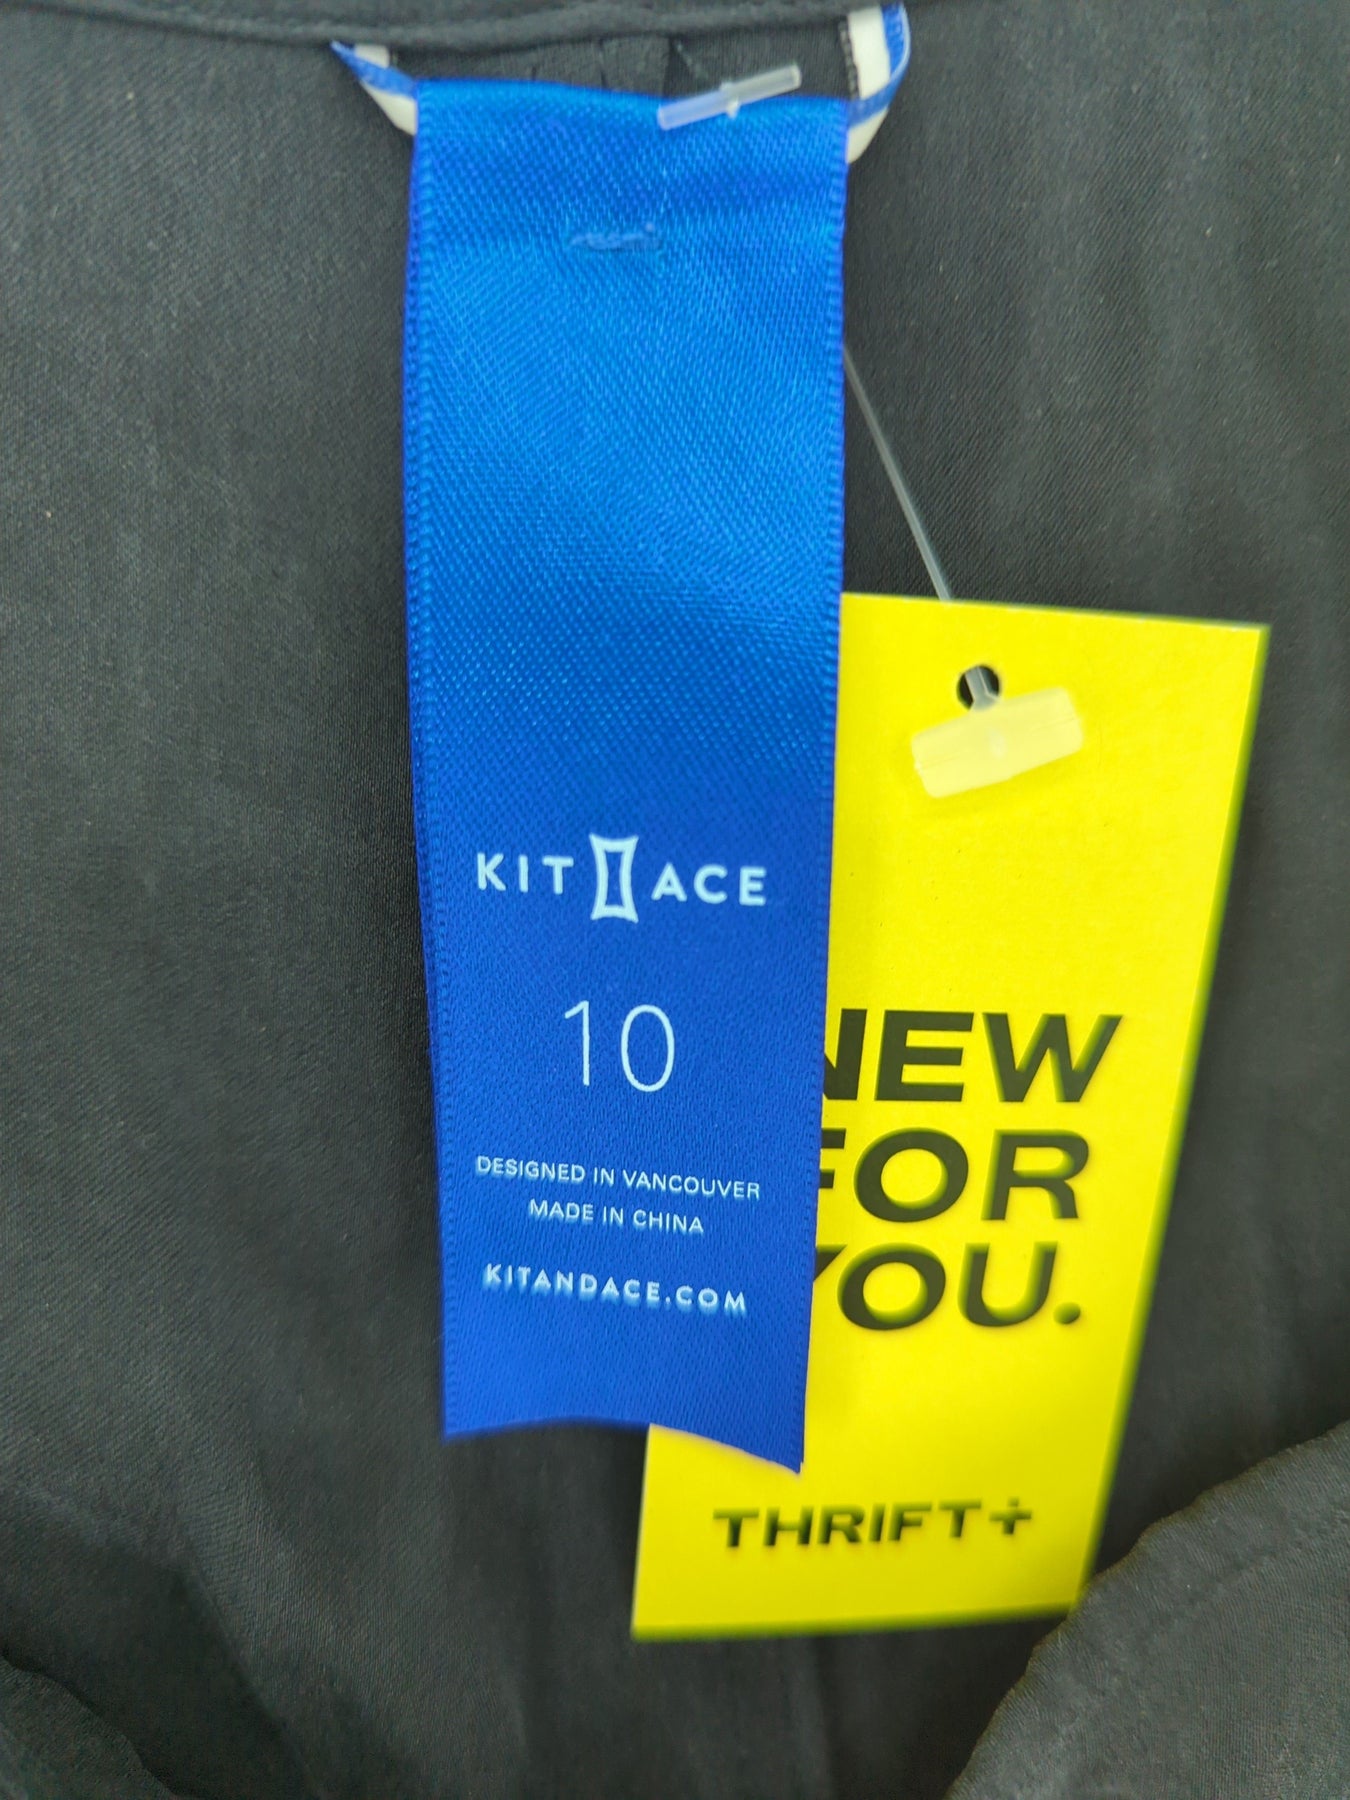 KIT ACE
10
DESIGNED IN VANCOUVER
MADE IN CHINA
KITANDACE.COM
NEW
FOR
YOU.
THRIFT+